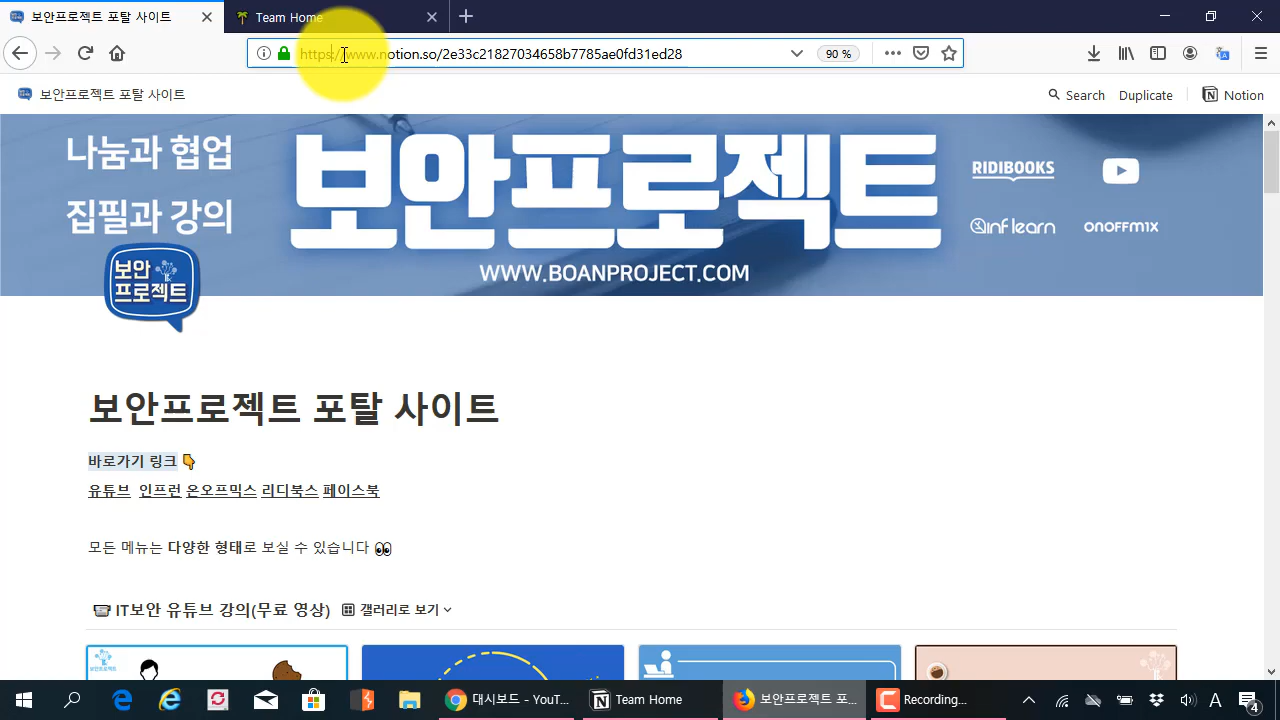 보안프로젝트 포탈 사이트
Team Home
https://www.notion.so/2e33c21827034658b7785ae0fd31ed28
90 %
보안프로젝트 포탈 사이트
Search
Duplicate
Notion
나눔과 협업
집필과 강의
보안프로젝트
WWW.BOANPROJECT.COM
RIDIBOOKS
inflearn
ONOFFMIX
보안
프로젝트
보안프로젝트 포탈 사이트
바로가기 링크 👇
유튜브 인프런 온오프믹스 리디북스 페이스북
모든 메뉴는 다양한 형태로 보실 수 있습니다 👀
IT보안 유튜브 강의(무료 영상) 갤러리로 보기
대시보드 - YouT...
Team Home
보안프로젝트 포...
Recording...
A
4